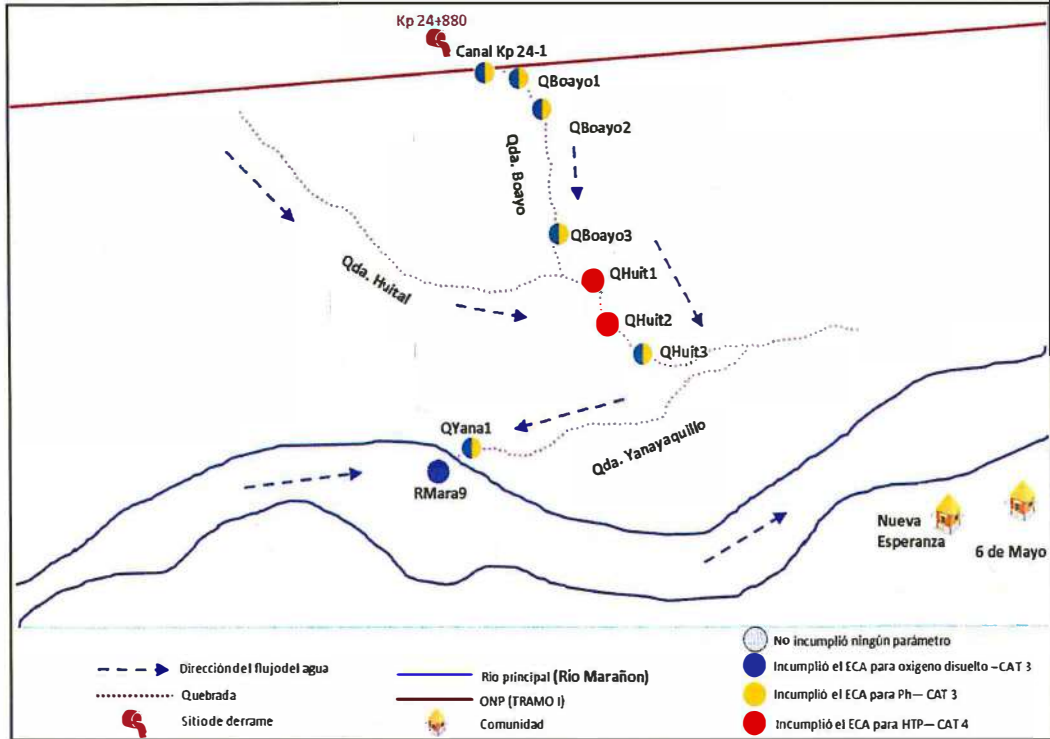 Kp 24+880
Canal Kp 24-1
QBoayo1
QBoayo2
Qda. Boayo
QBoayo3
Qda. Huital
QHuit1
QHuit2
QHuit3
QYana1
Qda. Yanayaquillo
RMara9
Nueva
Esperanza
6 de Mayo
Dirección del flujo del agua
Quebrada
Sitio de derrame
Rio principal (Río Marañon)
ONP (TRAMO I)
Comunidad
No incumplió ningún parámetro
Incumplió el ECA para oxigeno disuelto –CAT 3
Incumplió el ECA para Ph— CAT 3
Incumplió el ECA para HTP— CAT 4